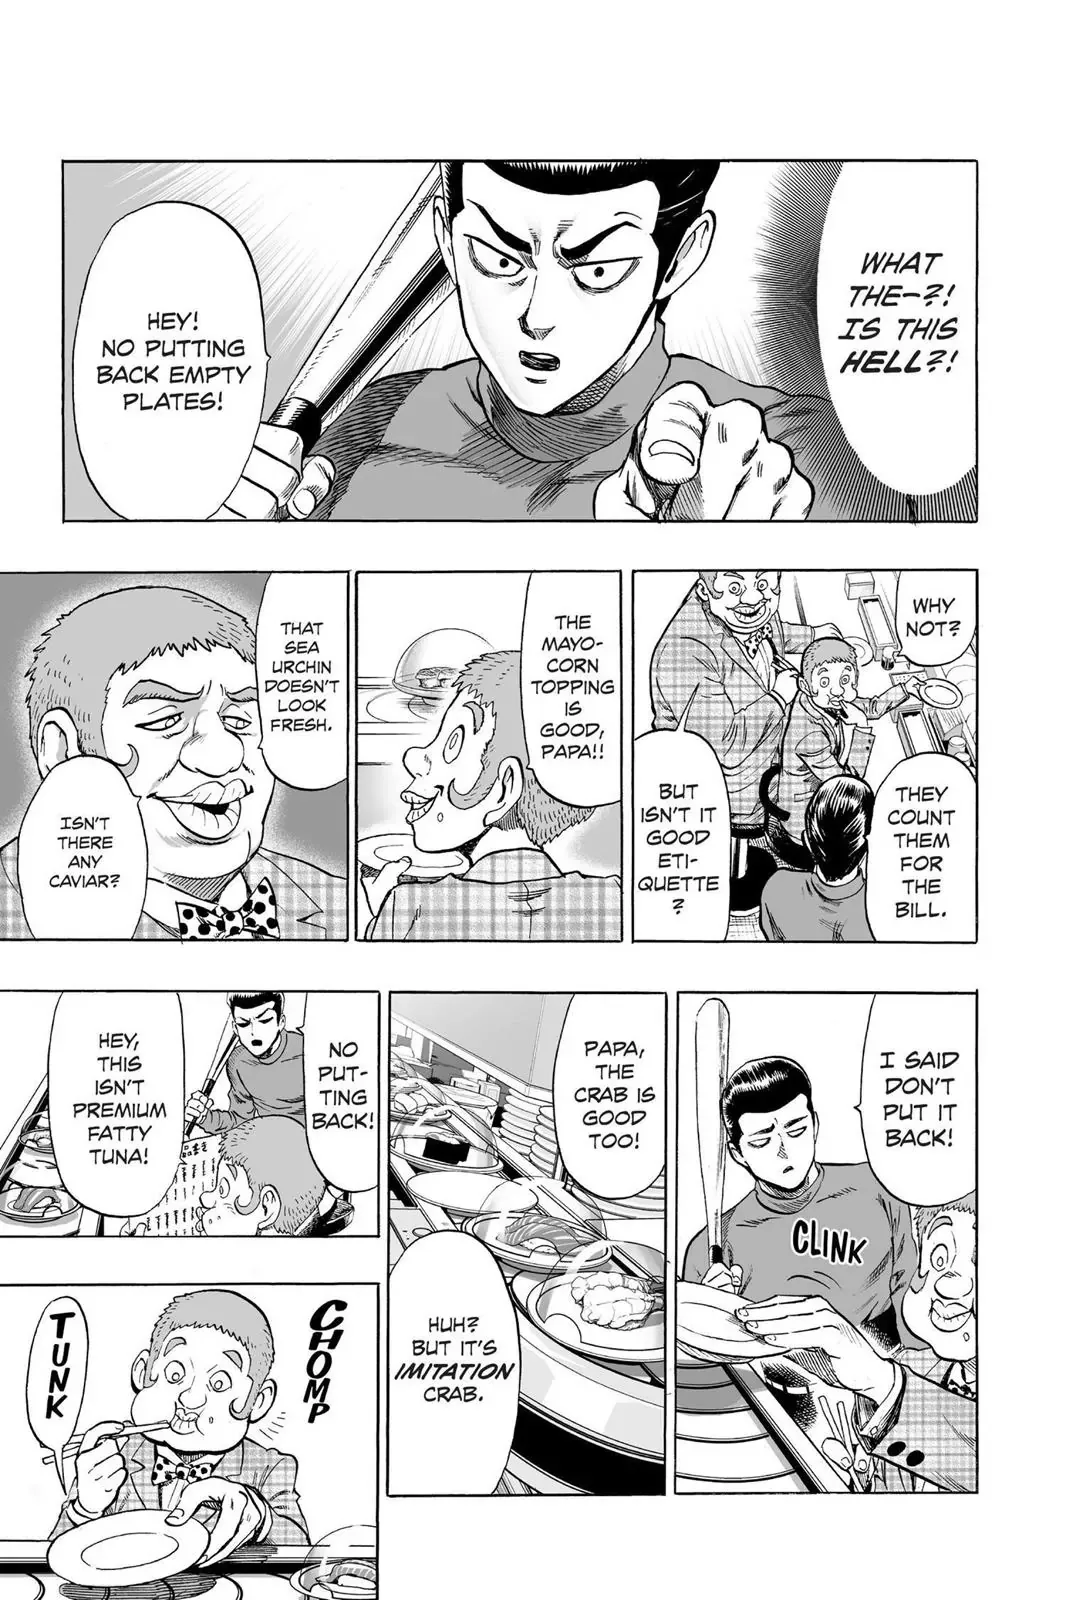 WHAT
THE—?!
IS THIS
HELL?!
HEY!
NO PUTTING
BACK EMPTY
PLATES!
WHY
NOT?
THEY
COUNT
THEM
FOR
THE
BILL.
BUT
ISN'T IT
GOOD
ETI-
QUETTE
?
THE
MAYO-
CORN
TOPPING
IS
GOOD,
PAPA!!
THAT
SEA
URCHIN
DOESN'T
LOOK
FRESH.
ISN'T
THERE
ANY
CAVIAR?
I SAID
DON'T
PUT IT
BACK!
CLINK
PAPA,
THE
CRAB IS
GOOD
TOO!
HUH?
BUT IT'S
IMITATION
CRAB.
NO
PUT-
TING
BACK!
HEY,
THIS
ISN'T
PREMIUM
FATTY
TUNA!
CHOMP
TUNK